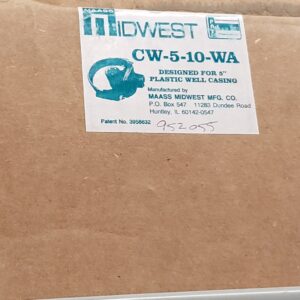 MAASS
MIDWEST
CW-5-10-WA
DESIGNED FOR 5"
PLASTIC WELL CASING
Manufactured by
MAASS MIDWEST MFG. CO.
P.O. Box 547 11283 Dundee Road
Huntley, IL 60142-0547
Patent No. 3958632
952055